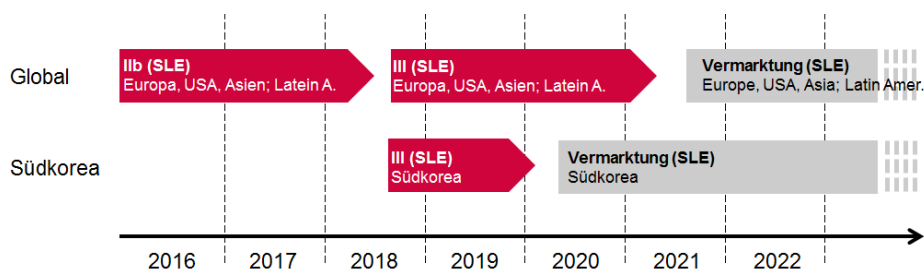 Global
IIb (SLE)
Europa, USA, Asien; Latein A.
III (SLE)
Europa, USA, Asien; Latein A.
Vermarktung (SLE)
Europe, USA, Asia; Latin Amer.
Südkorea
III (SLE)
Südkorea
Vermarktung (SLE)
Südkorea
2016 2017 2018 2019 2020 2021 2022